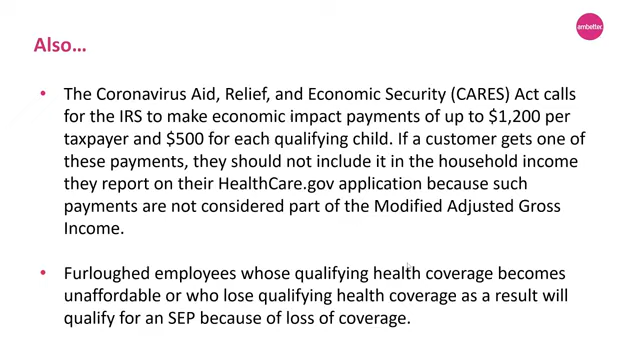 ambetter.
Also…
• The Coronavirus Aid, Relief, and Economic Security (CARES) Act calls
for the IRS to make economic impact payments of up to $1,200 per
taxpayer and $500 for each qualifying child. If a customer gets one of
these payments, they should not include it in the household income
they report on their HealthCare.gov application because such
payments are not considered part of the Modified Adjusted Gross
Income.
• Furloughed employees whose qualifying health coverage becomes
unaffordable or who lose qualifying health coverage as a result will
qualify for an SEP because of loss of coverage.